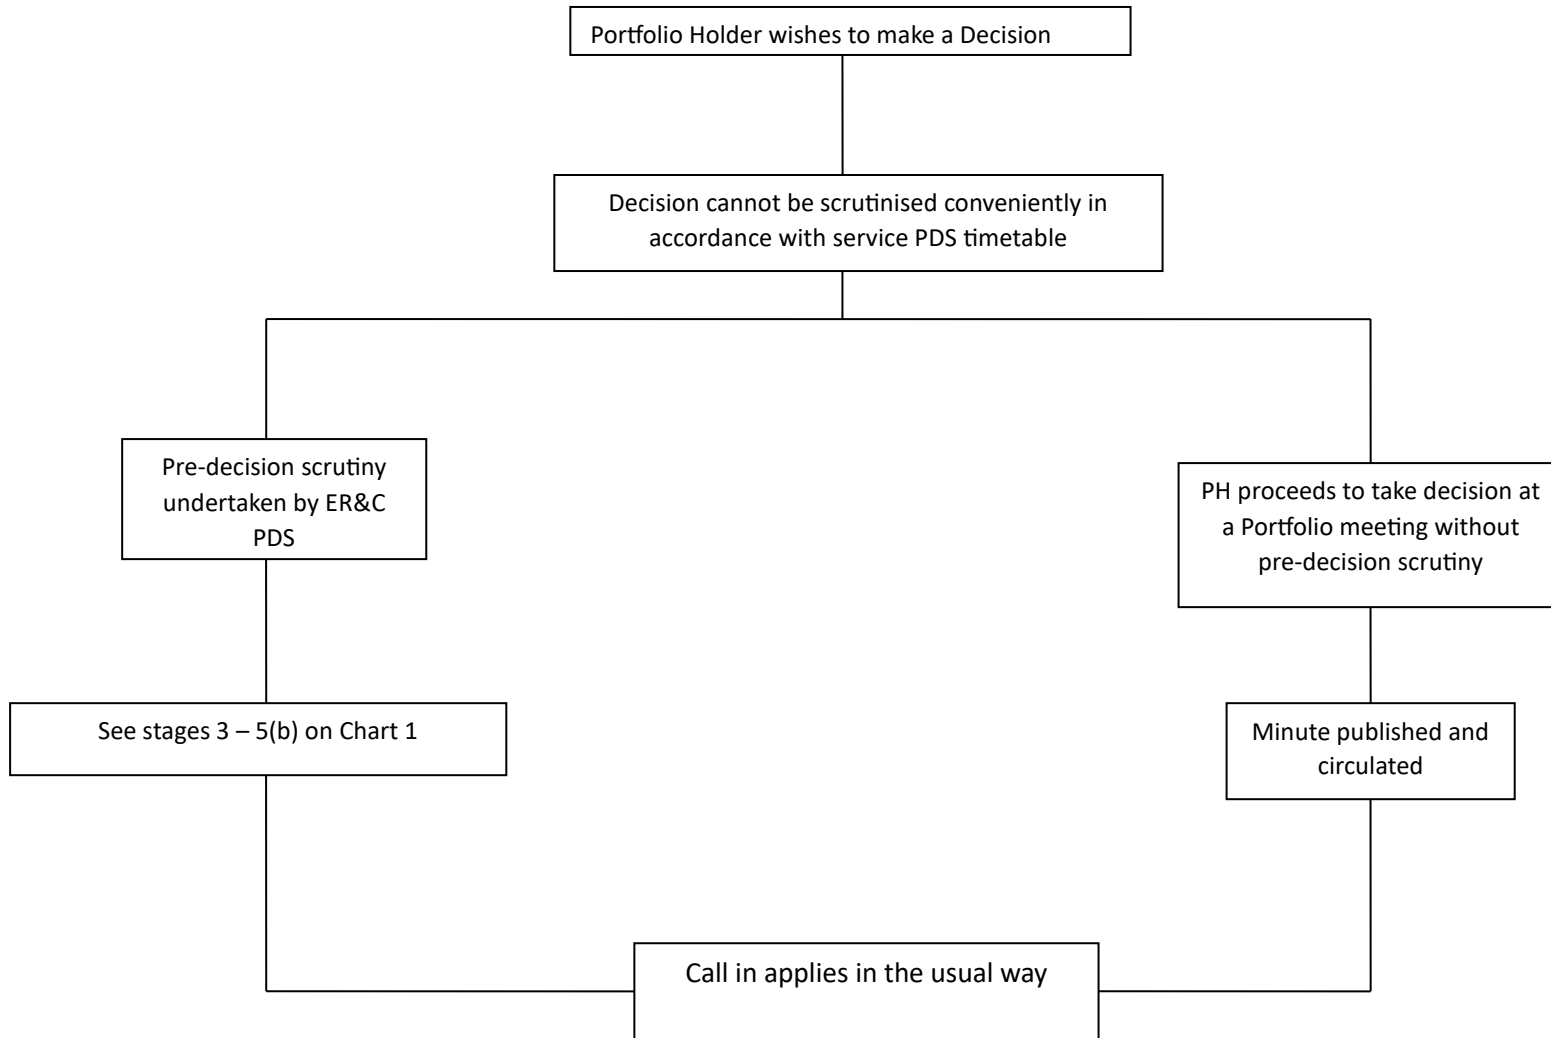 Portfolio Holder wishes to make a Decision
Decision cannot be scrutinised conveniently in
accordance with service PDS timetable
Pre-decision scrutiny
undertaken by ER&C
PDS
PH proceeds to take decision at
a Portfolio meeting without
pre-decision scrutiny
See stages 3 – 5(b) on Chart 1
Minute published and
circulated
Call in applies in the usual way